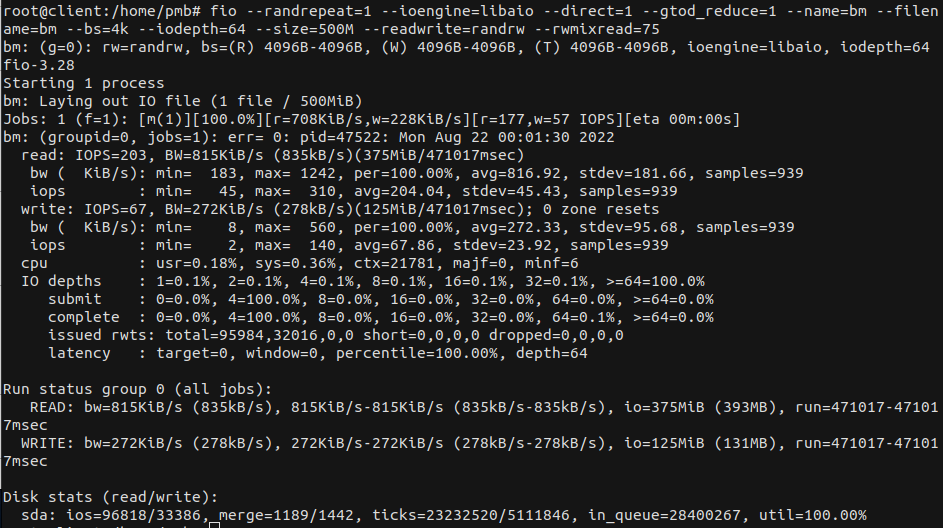 root@client:/home/pmb# fio --randrepeat=1 --ioengine=libaio --direct=1 --gtod_reduce=1 --name=bm --filen
ame=bm --bs=4k --iodepth=64 --size=500M --readwrite=randrw --rwmixread=75
bm: (g=0): rw=randrw, bs=(R) 4096B-4096B, (W) 4096B-4096B, (T) 4096B-4096B, ioengine=libaio, iodepth=64
fio-3.28
Starting 1 process
bm: Laying out IO file (1 file / 500MiB)
Jobs: 1 (f=1): [m(1)][100.0%][r=708KiB/s,w=228KiB/s][r=177,w=57 IOPS][eta 00m:00s]
bm: (groupid=0, jobs=1): err= 0: pid=47522: Mon Aug 22 00:01:30 2022
  read: IOPS=203, BW=815KiB/s (835kB/s)(375MiB/471017msec)
   bw (  KiB/s): min=  183, max= 1242, per=100.00%, avg=816.92, stdev=181.66, samples=939
   iops        : min=   45, max=  310, avg=204.04, stdev=45.43, samples=939
  write: IOPS=67, BW=272KiB/s (278kB/s)(125MiB/471017msec); 0 zone resets
   bw (  KiB/s): min=    8, max=  560, per=100.00%, avg=272.33, stdev=95.68, samples=939
   iops        : min=    2, max=  140, avg=67.86, stdev=23.92, samples=939
  cpu          : usr=0.18%, sys=0.36%, ctx=21781, majf=0, minf=6
  IO depths    : 1=0.1%, 2=0.1%, 4=0.1%, 8=0.1%, 16=0.1%, 32=0.1%, >=64=100.0%
     submit    : 0=0.0%, 4=100.0%, 8=0.0%, 16=0.0%, 32=0.0%, 64=0.0%, >=64=0.0%
     complete  : 0=0.0%, 4=100.0%, 8=0.0%, 16=0.0%, 32=0.0%, 64=0.1%, >=64=0.0%
     issued rwts: total=95984,32016,0,0 short=0,0,0,0 dropped=0,0,0,0
     latency   : target=0, window=0, percentile=100.00%, depth=64
Run status group 0 (all jobs):
   READ: bw=815KiB/s (835kB/s), 815KiB/s-815KiB/s (835kB/s-835kB/s), io=375MiB (393MB), run=471017-47101
7msec
  WRITE: bw=272KiB/s (278kB/s), 272KiB/s-272KiB/s (278kB/s-278kB/s), io=125MiB (131MB), run=471017-47101
7msec
Disk stats (read/write):
  sda: ios=96818/33386, merge=1189/1442, ticks=23232520/5111846, in_queue=28400267, util=100.00%